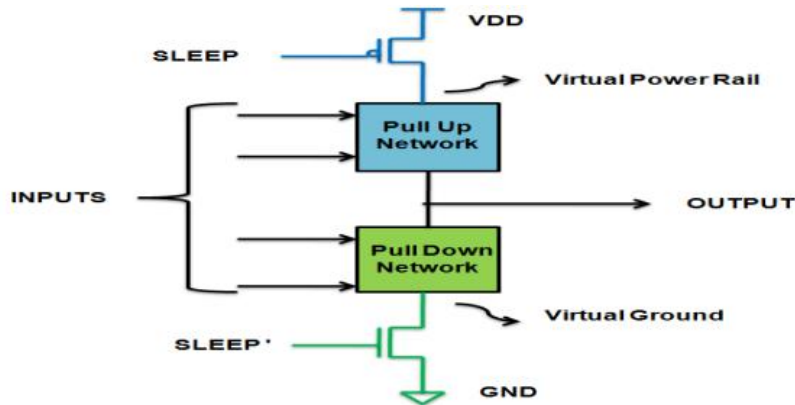 VDD
SLEEP
Virtual Power Rail
Pull Up
Network
INPUTS
OUTPUT
Pull Down
Network
Virtual Ground
SLEEP'
GND